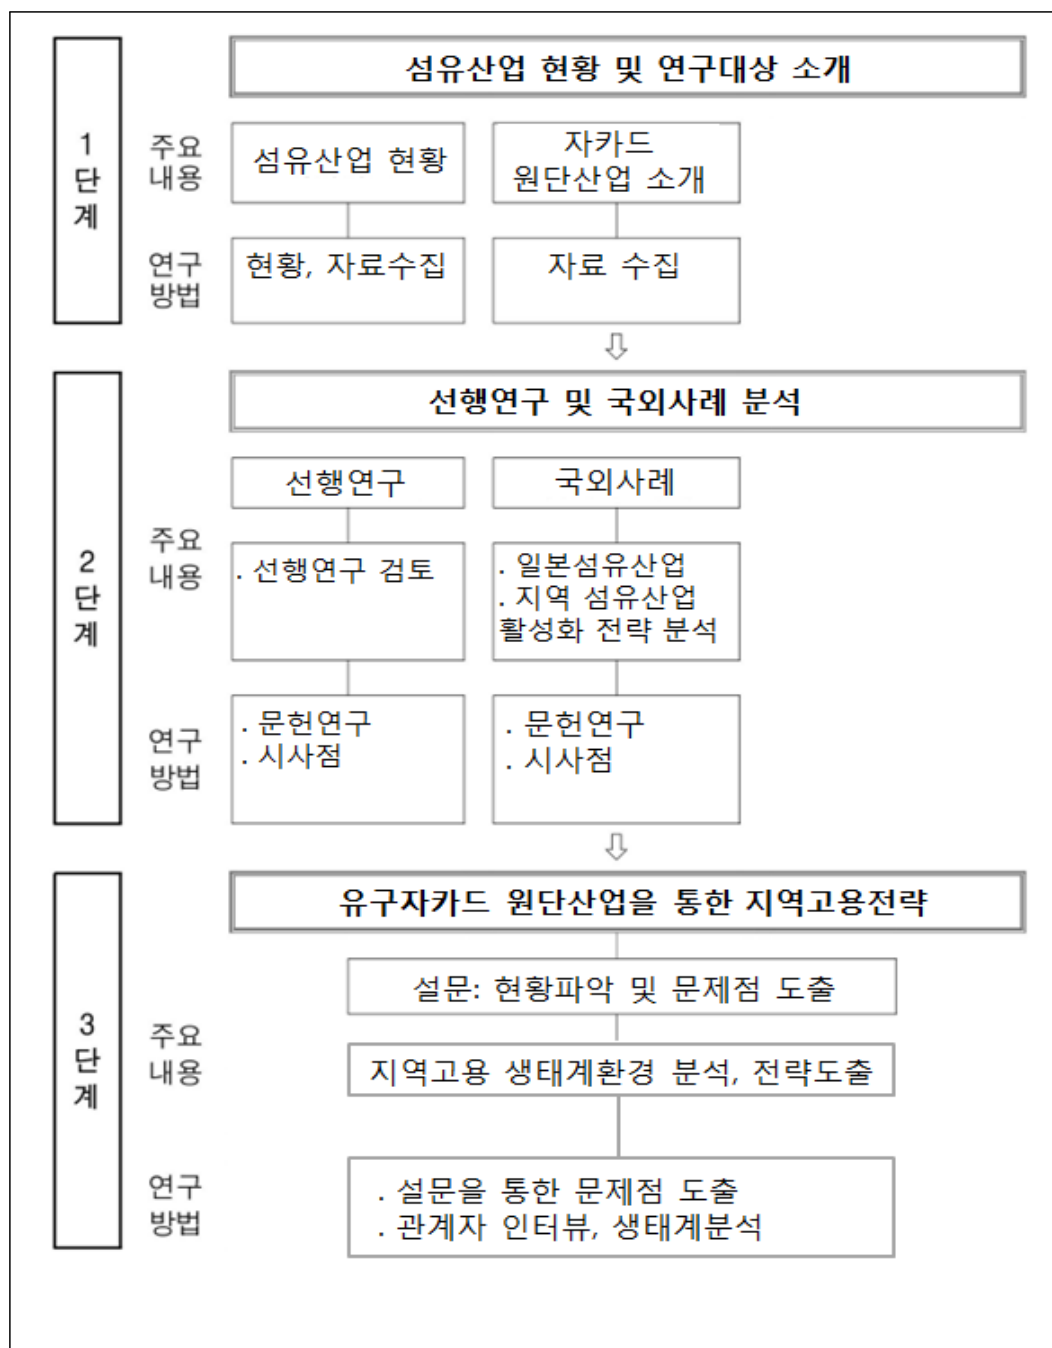 섬유산업 현황 및 연구대상 소개
1
단
계
주요
내용
섬유산업 현황
자카드
원단산업 소개
연구
방법
현황, 자료수집
자료 수집
선행연구 및 국외사례 분석
2
단
계
선행연구
국외사례
주요
내용
. 선행연구 검토
. 일본섬유산업
. 지역 섬유산업
활성화 전략 분석
연구
방법
. 문헌연구
. 시사점
. 문헌연구
. 시사점
유구자카드 원단산업을 통한 지역고용전략
3
단
계
설문: 현황파악 및 문제점 도출
주요
내용
지역고용 생태계환경 분석, 전략도출
연구
방법
. 설문을 통한 문제점 도출
. 관계자 인터뷰, 생태계분석